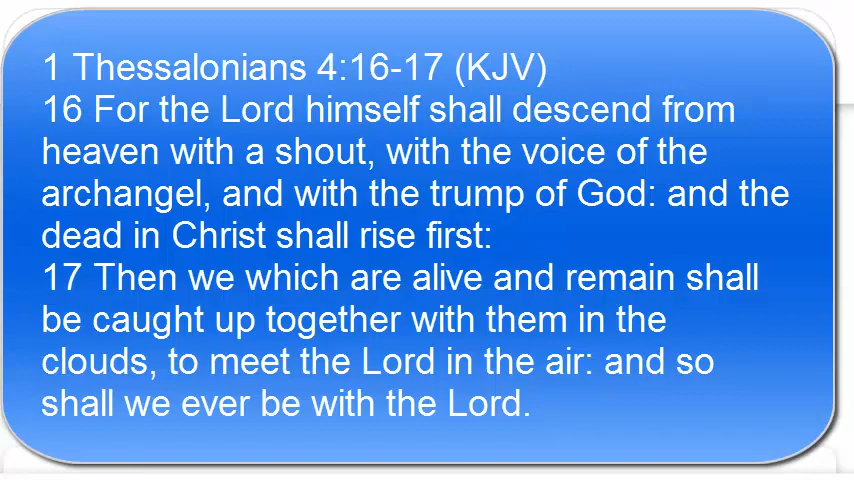 1 Thessalonians 4:16-17 (KJV)
16 For the Lord himself shall descend from
heaven with a shout, with the voice of the
archangel, and with the trump of God: and the
dead in Christ shall rise first:
17 Then we which are alive and remain shall
be caught up together with them in the
clouds, to meet the Lord in the air: and so
shall we ever be with the Lord.